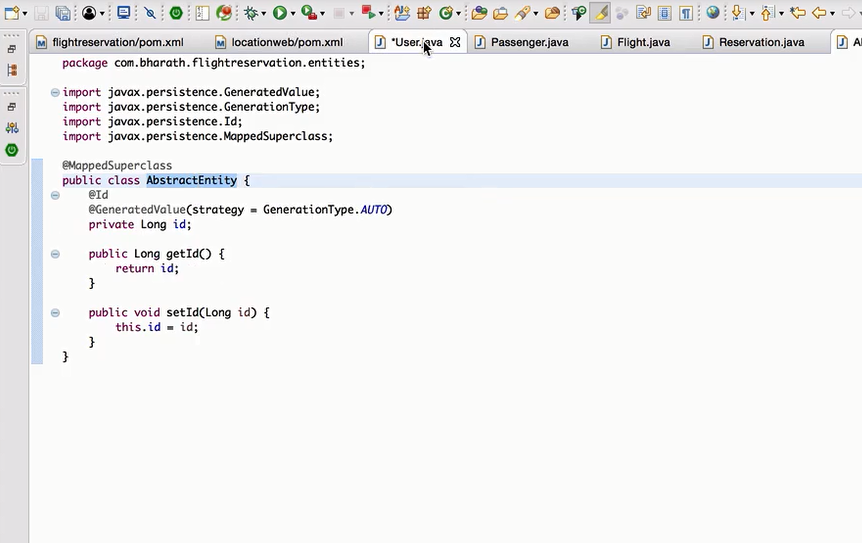 flightreservation/pom.xml
locationweb/pom.xml
*User.java
Passenger.java
Flight.java
Reservation.java
package com.bharath.flightreservation.entities;
import javax.persistence.GeneratedValue;
import javax.persistence.GenerationType;
import javax.persistence.Id;
import javax.persistence.MappedSuperclass;
@MappedSuperclass
public class AbstractEntity {
@Id
@GeneratedValue(strategy = GenerationType.AUTO)
private Long id;
public Long getId() {
return id;
}
public void setId(Long id) {
this.id = id;
}
}